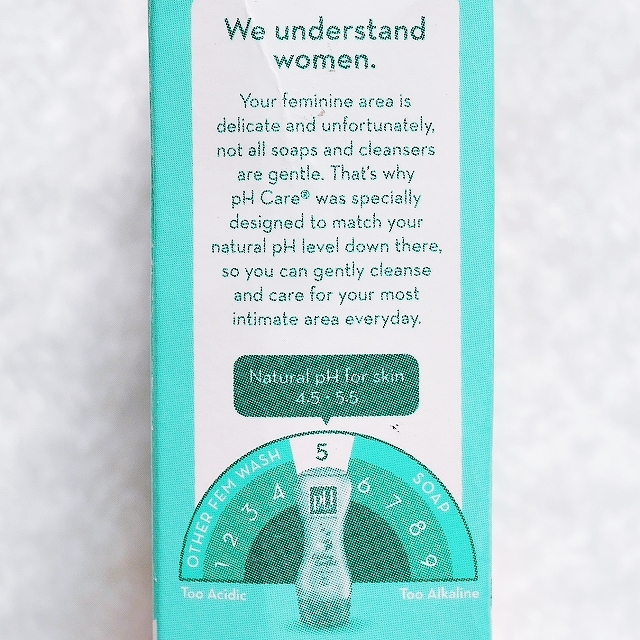 We understand
women.
Your feminine area is
delicate and unfortunately,
not all soaps and cleansers
are gentle. That's why
pH Care® was specially
designed to match your
natural pH level down there,
so you can gently cleanse
and care for your most
intimate area everyday.
Natural pH for skin
4.5 - 5.5
OTHER FEM WASH
SOAP
1 2 3 4 5 6 7 8 9
pH
Too Acidic
Too Alkaline